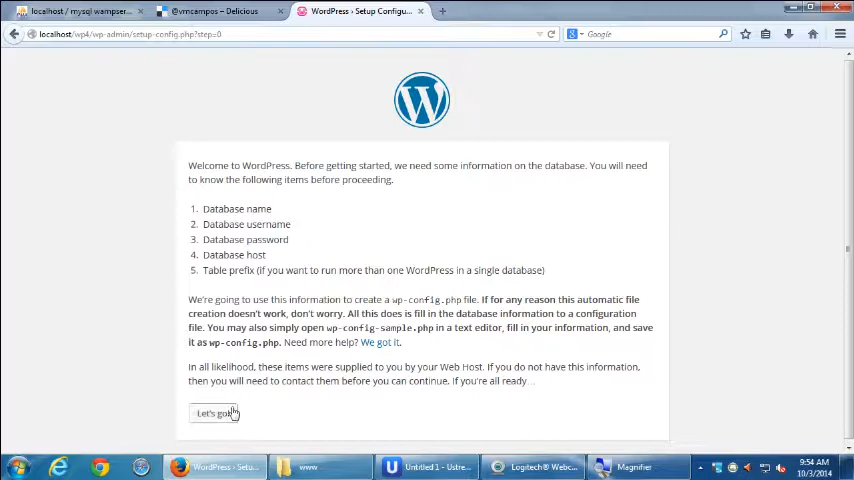 localhost / mysql wampser...
@vmcampos - Delicious
WordPress › Setup Configu...
localhost/wp4/wp-admin/setup-config.php?step=0
Google
Welcome to WordPress. Before getting started, we need some information on the database. You will need
to know the following items before proceeding.
1. Database name
2. Database username
3. Database password
4. Database host
5. Table prefix (if you want to run more than one WordPress in a single database)
We're going to use this information to create a wp-config.php file. If for any reason this automatic file
creation doesn't work, don't worry. All this does is fill in the database information to a configuration
file. You may also simply open wp-config-sample.php in a text editor, fill in your information, and save
it as wp-config.php. Need more help? We got it.
In all likelihood, these items were supplied to you by your Web Host. If you do not have this information,
then you will need to contact them before you can continue. If you're all ready...
Let's go!
WordPress › Setu...
www
Untitled 1 - Ustre...
Logitech® Webc...
Magnifier
9:54 AM
10/3/2014